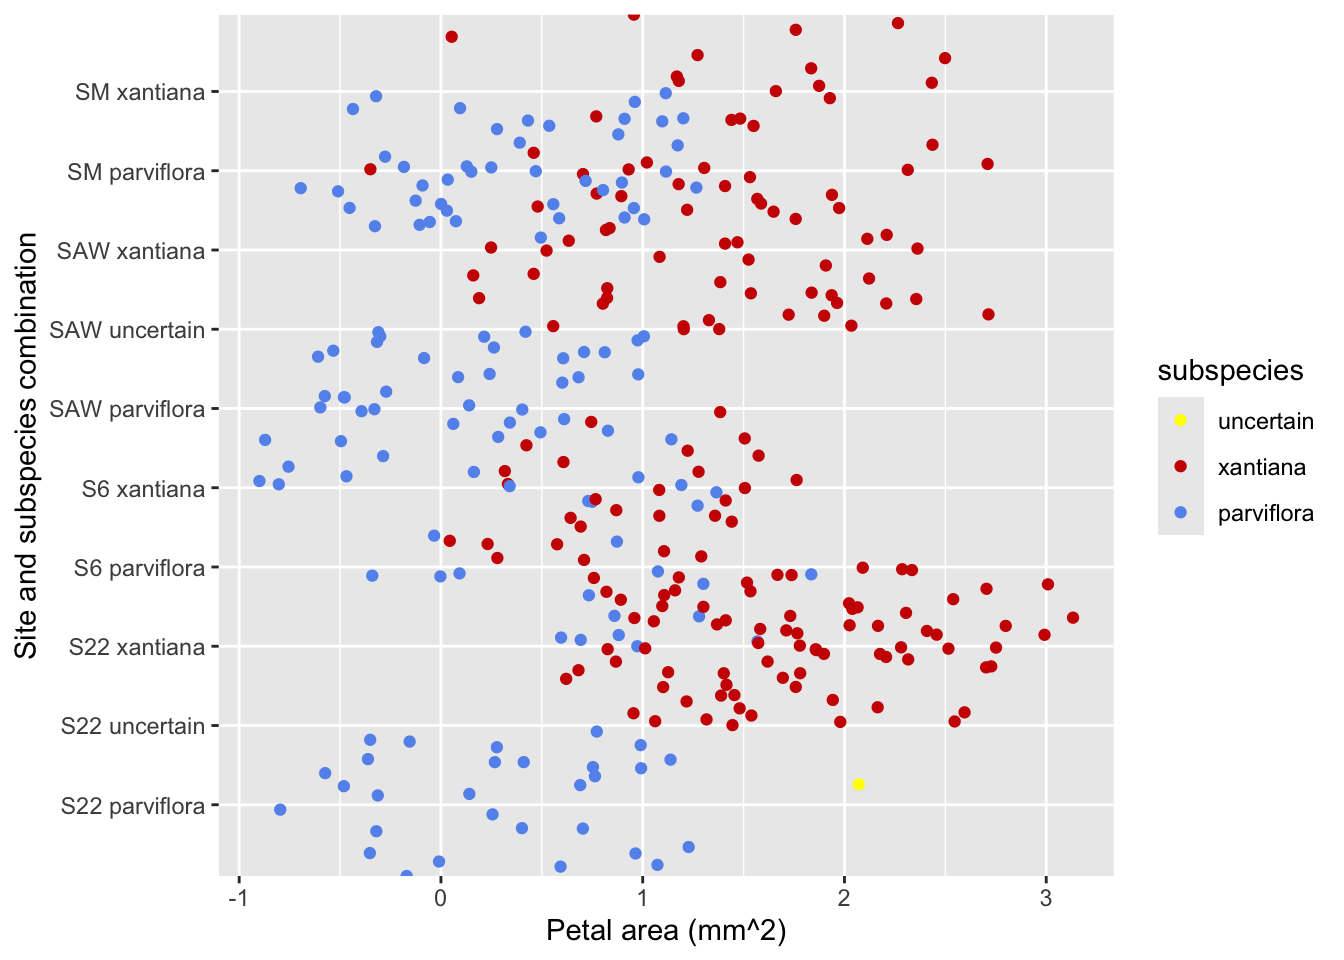 SM xantiana
SM parviflora
SAW xantiana
SAW uncertain
SAW parviflora
S6 xantiana
S6 parviflora
S22 xantiana
S22 uncertain
S22 parviflora
Site and subspecies combination
-1 0 1 2 3
Petal area (mm^2)
subspecies
uncertain
xantiana
parviflora